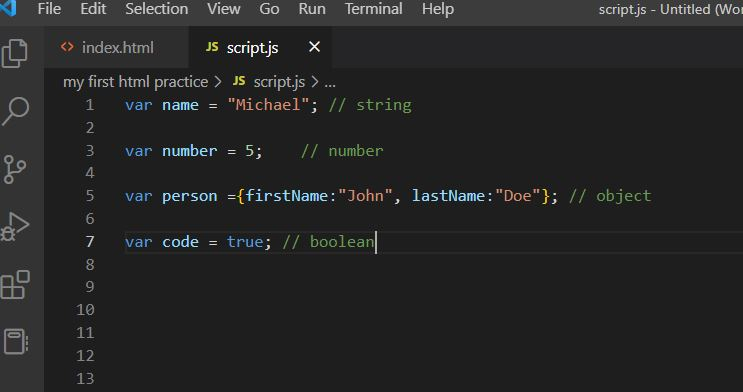 File Edit Selection View Go Run Terminal Help script.js - Untitled (Wor
<> index.html JS script.js ×
my first html practice > JS script.js > ...
1 var name = "Michael"; // string
2
3 var number = 5;    // number
4
5 var person ={firstName:"John", lastName:"Doe"}; // object
6
7 var code = true; // boolean
8
9
10
11
12
13